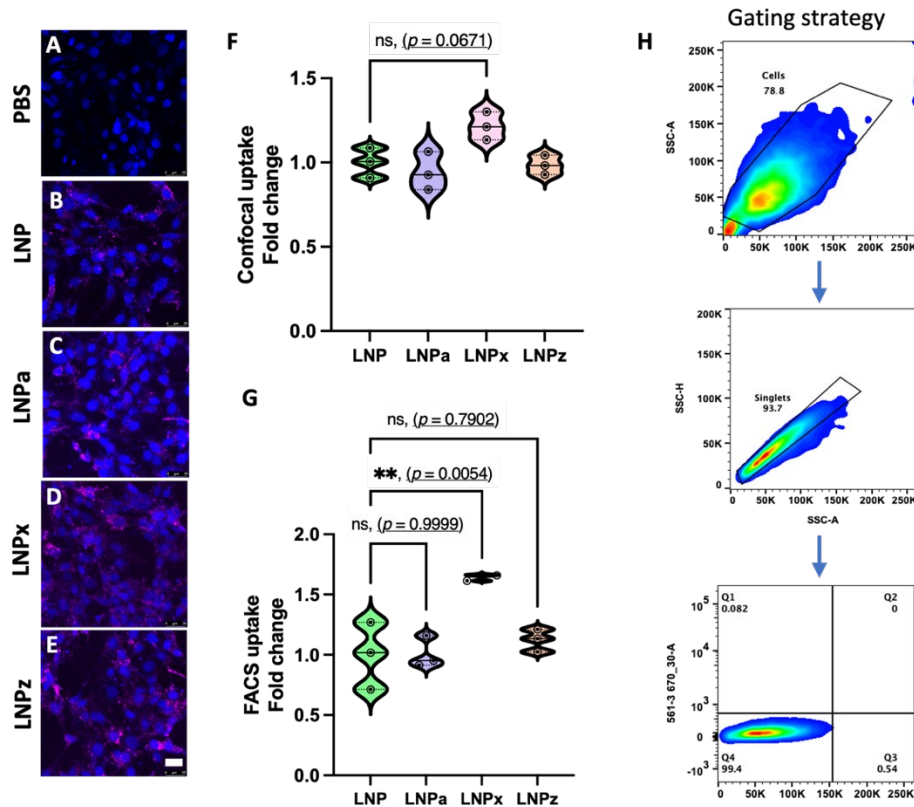 A
PBS
B
LNP
C
LNPa
D
LNPx
E
LNPz
F
ns, (p = 0.0671)
1.5
1.0
0.5
0.0
Confocal uptake
Fold change
LNP LNPa LNPx LNPz
G
ns, (p = 0.7902)
**, (p = 0.0054)
ns, (p = 0.9999)
2.0
1.5
1.0
0.5
0.0
FACS uptake
Fold change
LNP LNPa LNPx LNPz
H
Gating strategy
Cells
78.8
250K
200K
150K
100K
50K
0
SSC-A
0 50K 100K 150K 200K 250K
Singlets
93.7
200K
150K
100K
50K
0
SSC-H
0 50K 100K 150K 200K 250K
SSC-A
Q1
0.082
Q2
0
Q4
99.4
Q3
0.54
10^5
10^4
10^3
0
-10^3
561-3 670_30-A
0 50K 100K 150K 200K 250K